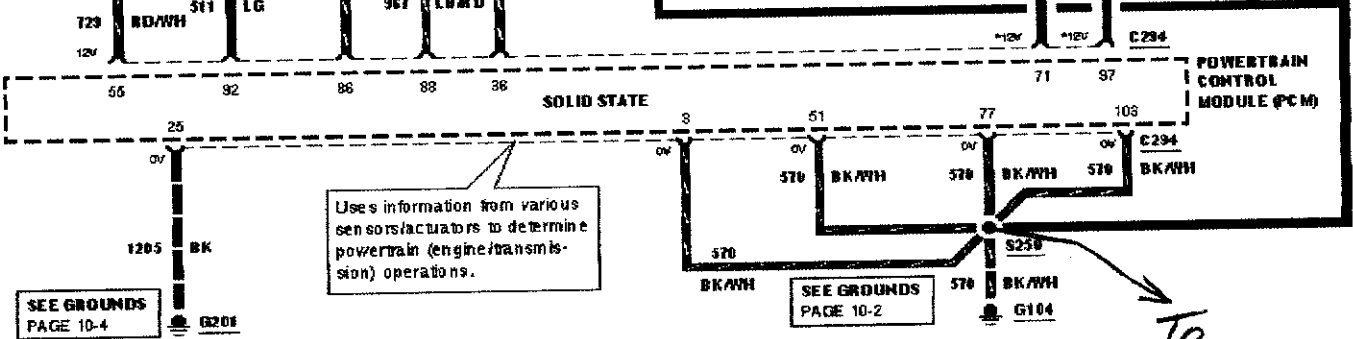 511 LG
967 LB/RD
729 RD/WH
12V
*12V *12V C294
POWERTRAIN
CONTROL
MODULE (PCM)
55 92 86 88 36 71 97
SOLID STATE
25 3 51 77 103
0V 0V 0V 0V 0V C294
570 BK/WH 570 BK/WH 570 BK/WH
Uses information from various
sensors/actuators to determine
powertrain (engine/transmis-
sion) operations.
1205 BK
570
BK/WH
S250
SEE GROUNDS
PAGE 10-4
G201
SEE GROUNDS
PAGE 10-2
570 BK/WH
G104
To